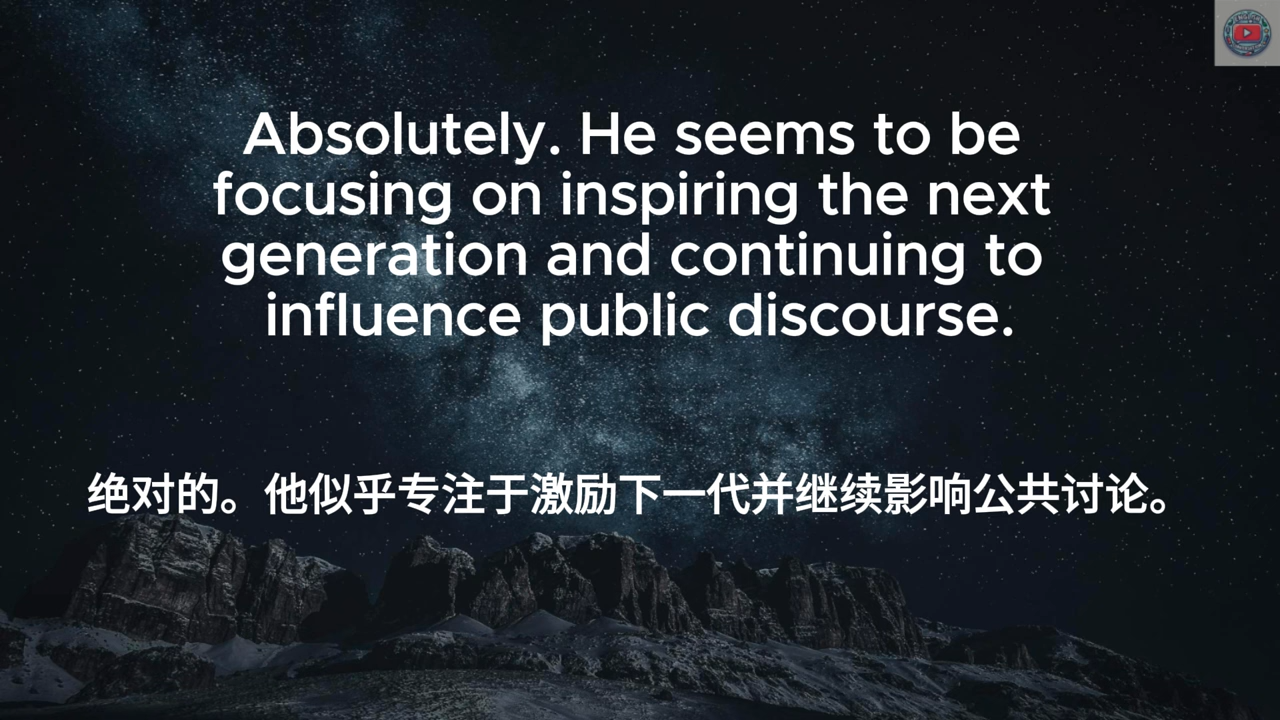 Absolutely. He seems to be
focusing on inspiring the next
generation and continuing to
influence public discourse.
绝对的。他似乎专注于激励下一代并继续影响公共讨论。